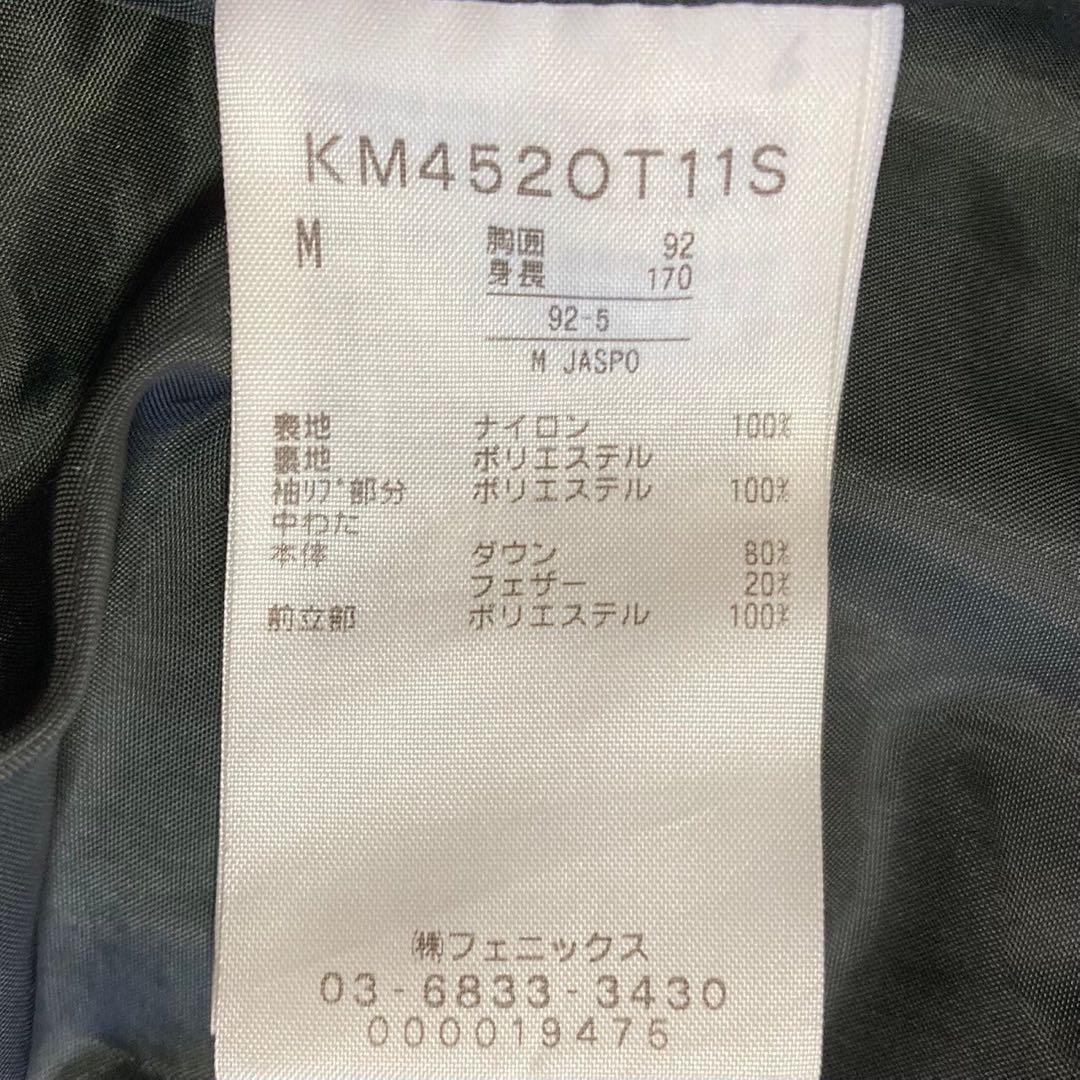 KM4520T11S
M 胸囲 92
身長 170
92-5
M JASPO
表地 ナイロン 100%
裏地 ポリエステル
袖ﾘﾌﾞ部分 ポリエステル 100%
中わた
本体 ダウン 80%
フェザー 20%
前立部 ポリエステル 100%
㈱フェニックス
03-6833-3430
000019475